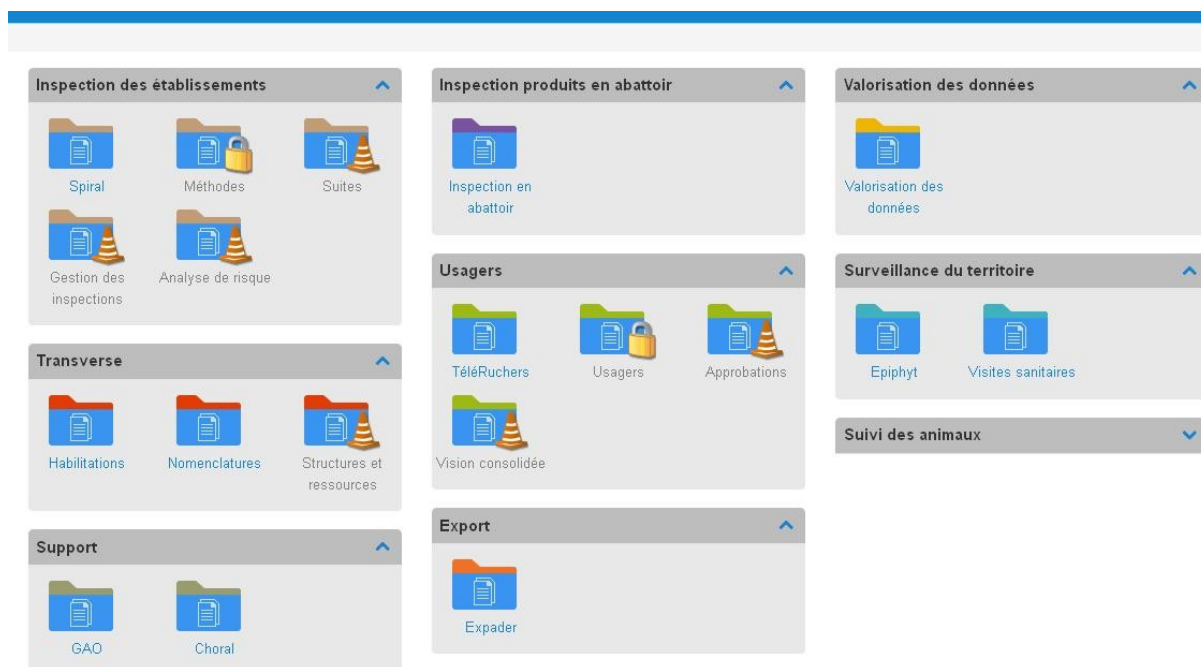 Inspection des établissements
Spiral
Méthodes
Suites
Gestion des
inspections
Analyse de risque
Transverse
Habilitations
Nomenclatures
Structures et
ressources
Support
GAO
Choral
Inspection produits en abattoir
Inspection en
abattoir
Usagers
TéléRuchers
Usagers
Approbations
Vision consolidée
Export
Expader
Valorisation des données
Valorisation des
données
Surveillance du territoire
Epiphyt
Visites sanitaires
Suivi des animaux